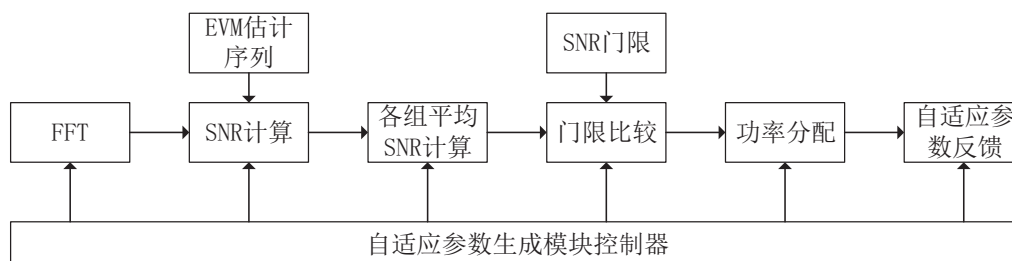 EVM估计
序列
SNR门限
FFT
SNR计算
各组平均
SNR计算
门限比较
功率分配
自适应参
数反馈
自适应参数生成模块控制器